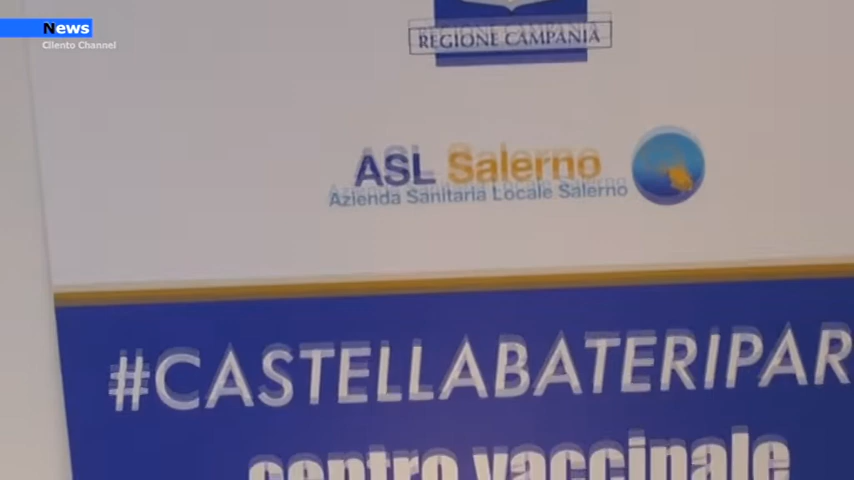 News
Cilento Channel
REGIONE CAMPANIA
ASL Salerno
Azienda Sanitaria Locale Salerno
#CASTELLABATERIPAR
centro vaccinale